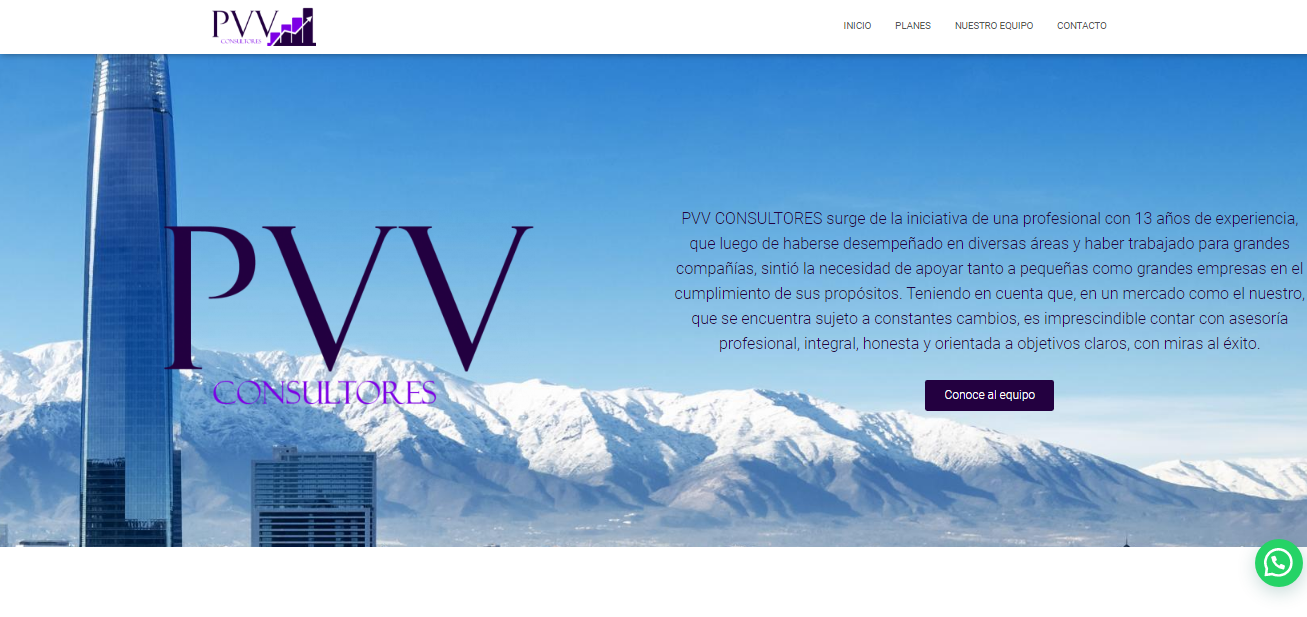 PVV
CONSULTORES
INICIO PLANES NUESTRO EQUIPO CONTACTO
PVV
CONSULTORES
PVV CONSULTORES surge de la iniciativa de una profesional con 13 años de experiencia,
que luego de haberse desempeñado en diversas áreas y haber trabajado para grandes
compañías, sintió la necesidad de apoyar tanto a pequeñas como grandes empresas en el
cumplimiento de sus propósitos. Teniendo en cuenta que, en un mercado como el nuestro,
que se encuentra sujeto a constantes cambios, es imprescindible contar con asesoría
profesional, integral, honesta y orientada a objetivos claros, con miras al éxito.
Conoce al equipo